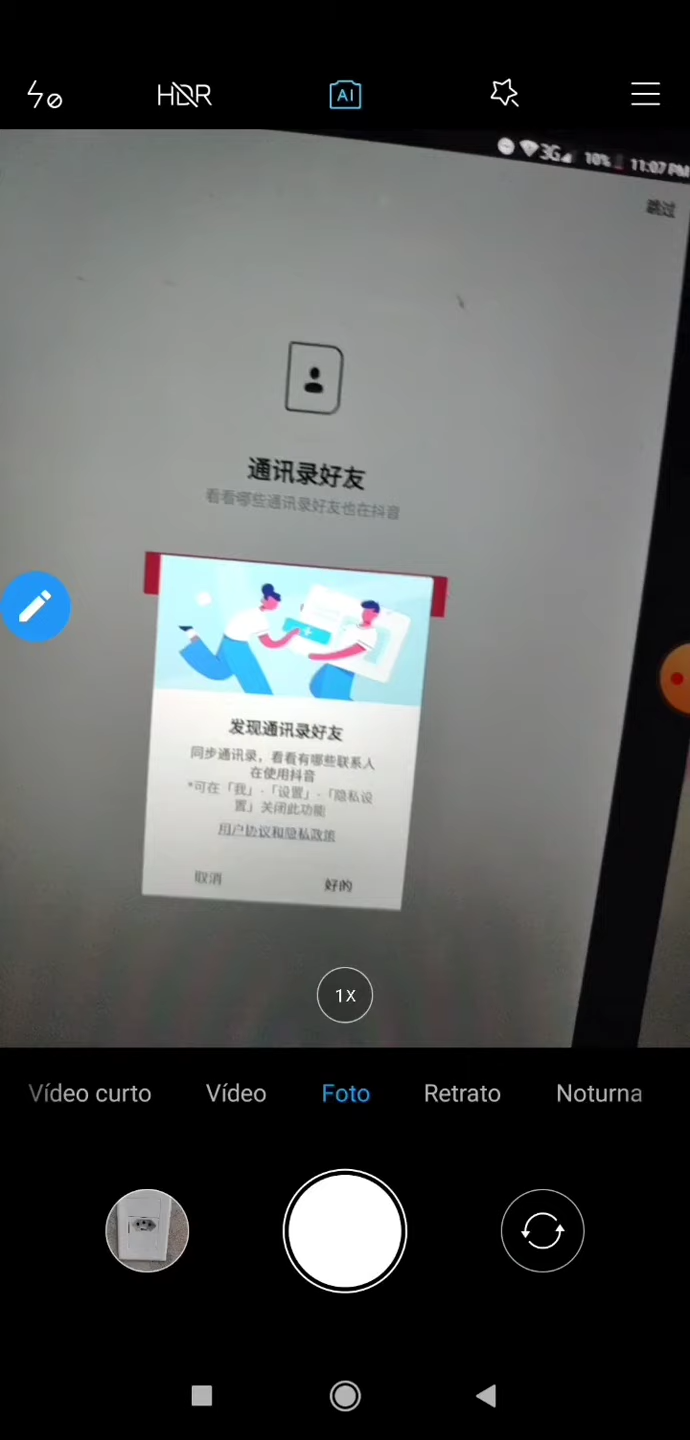 HDR
AI
3G 10% 11:07 PM
跳过
通讯录好友
看看哪些通讯录好友也在抖音
发现通讯录好友
同步通讯录，看看有哪些联系人
在使用抖音
*可在「我」-「设置」-「隐私设
置」关闭此功能
用户协议和隐私政策
取消 好的
1X
Vídeo curto Vídeo Foto Retrato Noturna